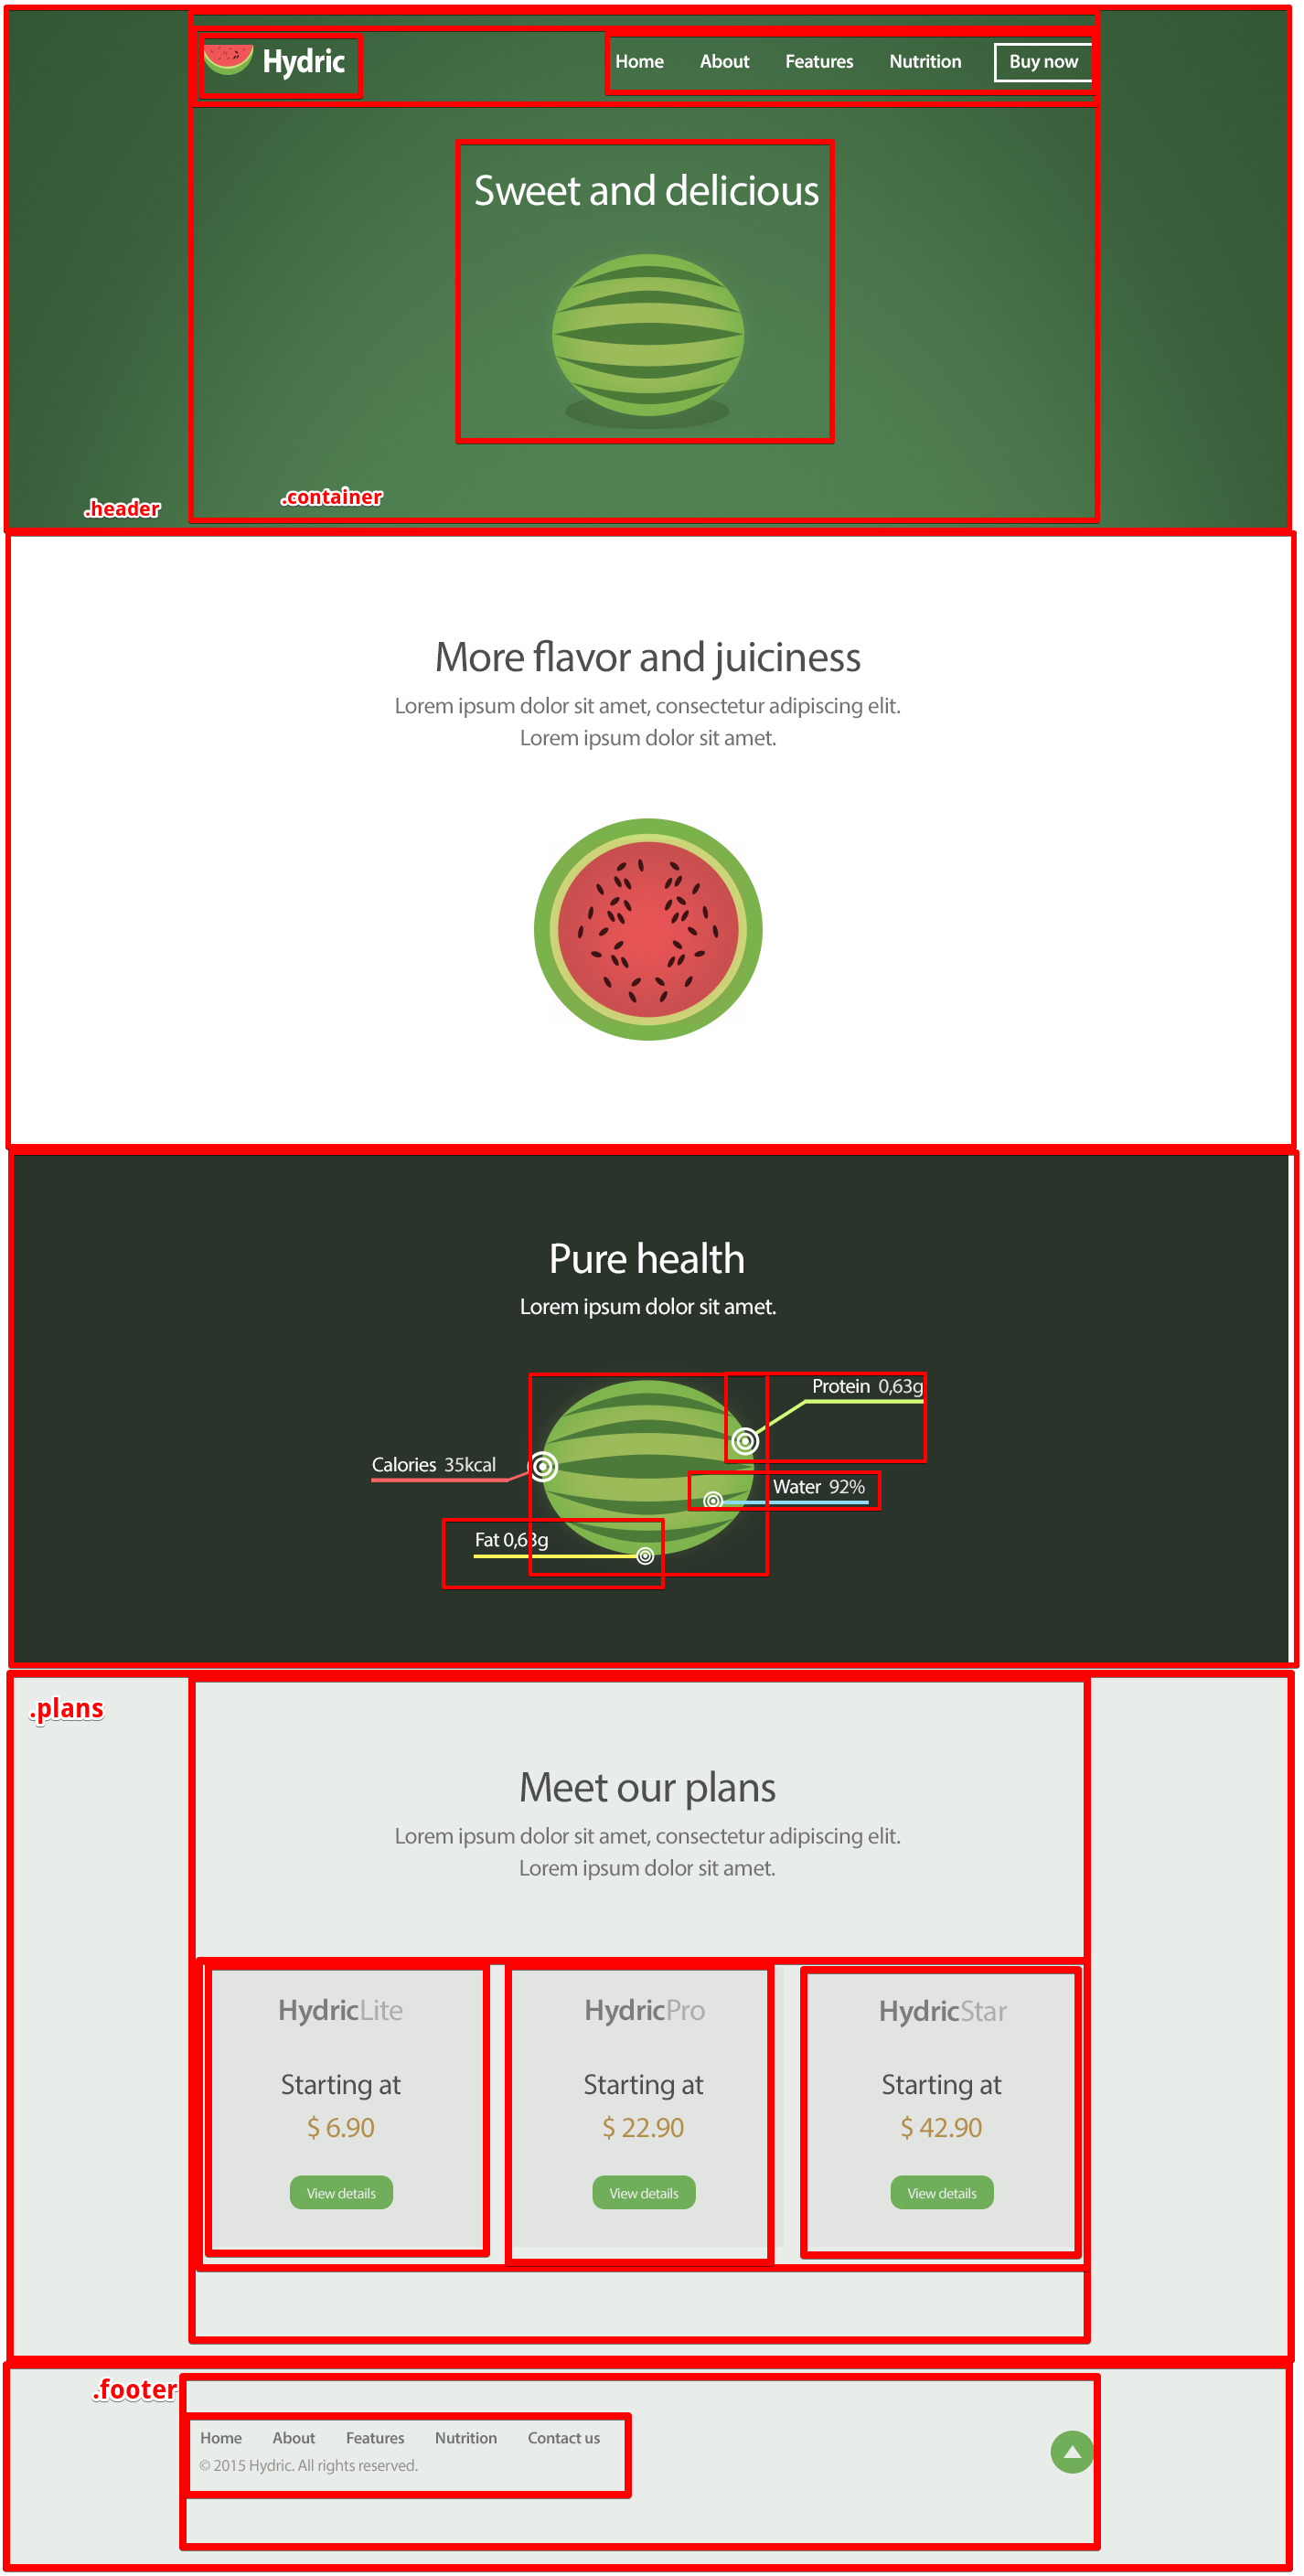 Hydric
Home About Features Nutrition Buy now
Sweet and delicious
.header
.container
More flavor and juiciness
Lorem ipsum dolor sit amet, consectetur adipiscing elit.
Lorem ipsum dolor sit amet.
Pure health
Lorem ipsum dolor sit amet.
Protein 0,63g
Calories 35kcal
Water 92%
Fat 0,63g
.plans
Meet our plans
Lorem ipsum dolor sit amet, consectetur adipiscing elit.
Lorem ipsum dolor sit amet.
HydricLite
Starting at
$ 6.90
View details
HydricPro
Starting at
$ 22.90
View details
HydricStar
Starting at
$ 42.90
View details
.footer
Home About Features Nutrition Contact us
© 2015 Hydric. All rights reserved.